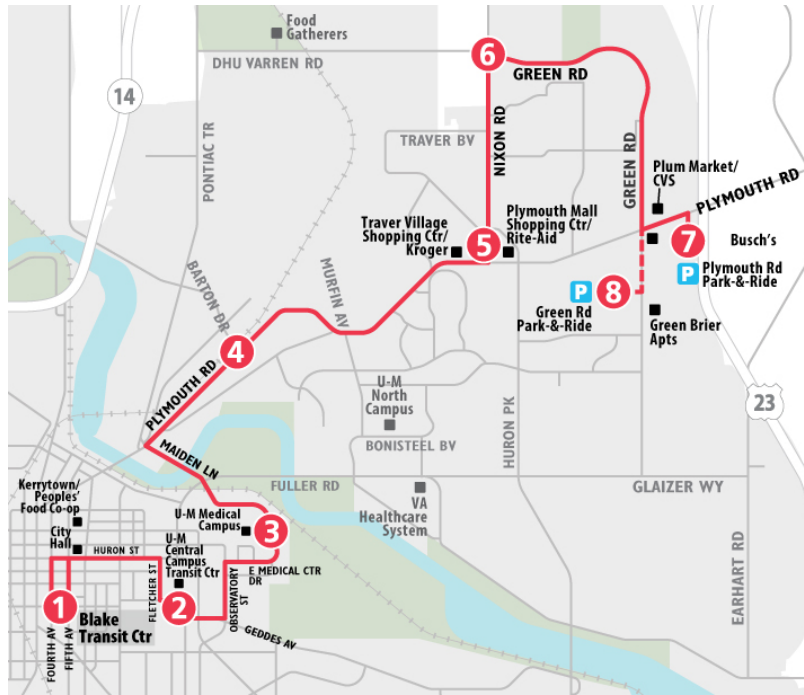 Food
Gatherers
DHU VARREN RD
6
GREEN RD
14
PONTIAC TR
TRAVER BV
NIXON RD
GREEN RD
Plum Market/
CVS
PLYMOUTH RD
Traver Village
Shopping Ctr/
Kroger
5
Plymouth Mall
Shopping Ctr/
Rite-Aid
7
Busch's
P
Plymouth Rd
Park-&-Ride
P
8
Green Rd
Park-&-Ride
Green Brier
Apts
BARTON DR
MURFIN AV
4
PLYMOUTH RD
U-M
North
Campus
HURON PK
23
BONISTEEL BV
MAIDEN LN
FULLER RD
GLAIZER WY
VA
Healthcare
System
Kerrytown/
Peoples'
Food Co-op
City
Hall
U-M Medical
Campus
3
U-M
Central
Campus
Transit Ctr
HURON ST
FLETCHER ST
E MEDICAL CTR
DR
OBSERVATORY
ST
EARHART RD
1
Blake
Transit Ctr
2
GEDDES AV
FOURTH AV
FIFTH AV